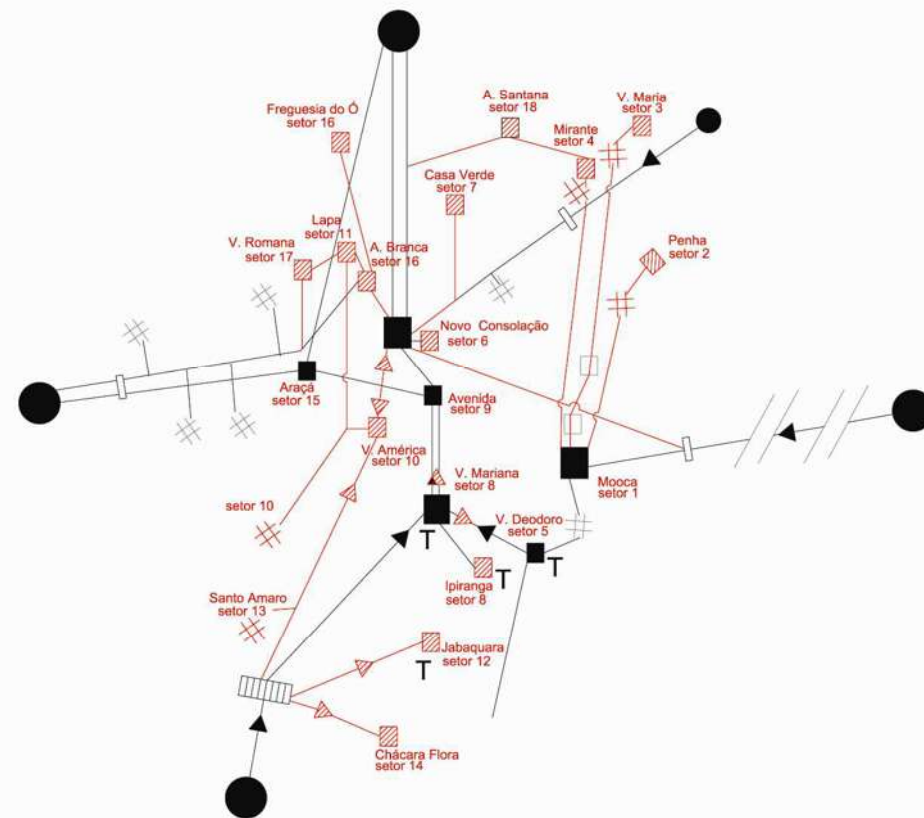 A. Santana
setor 18
V. Maria
setor 3
Freguesia do Ó
setor 16
Mirante
setor 4
Casa Verde
setor 7
Lapa
setor 11
V. Romana
setor 17
A. Branca
setor 16
Penha
setor 2
Novo Consolação
setor 6
Araçá
setor 15
Avenida
setor 9
V. América
setor 10
V. Mariana
setor 8
Mooca
setor 1
setor 10
V. Deodoro
setor 5
T
T
T
Ipiranga
setor 8
Santo Amaro
setor 13
Jabaquara
setor 12
T
Chácara Flora
setor 14